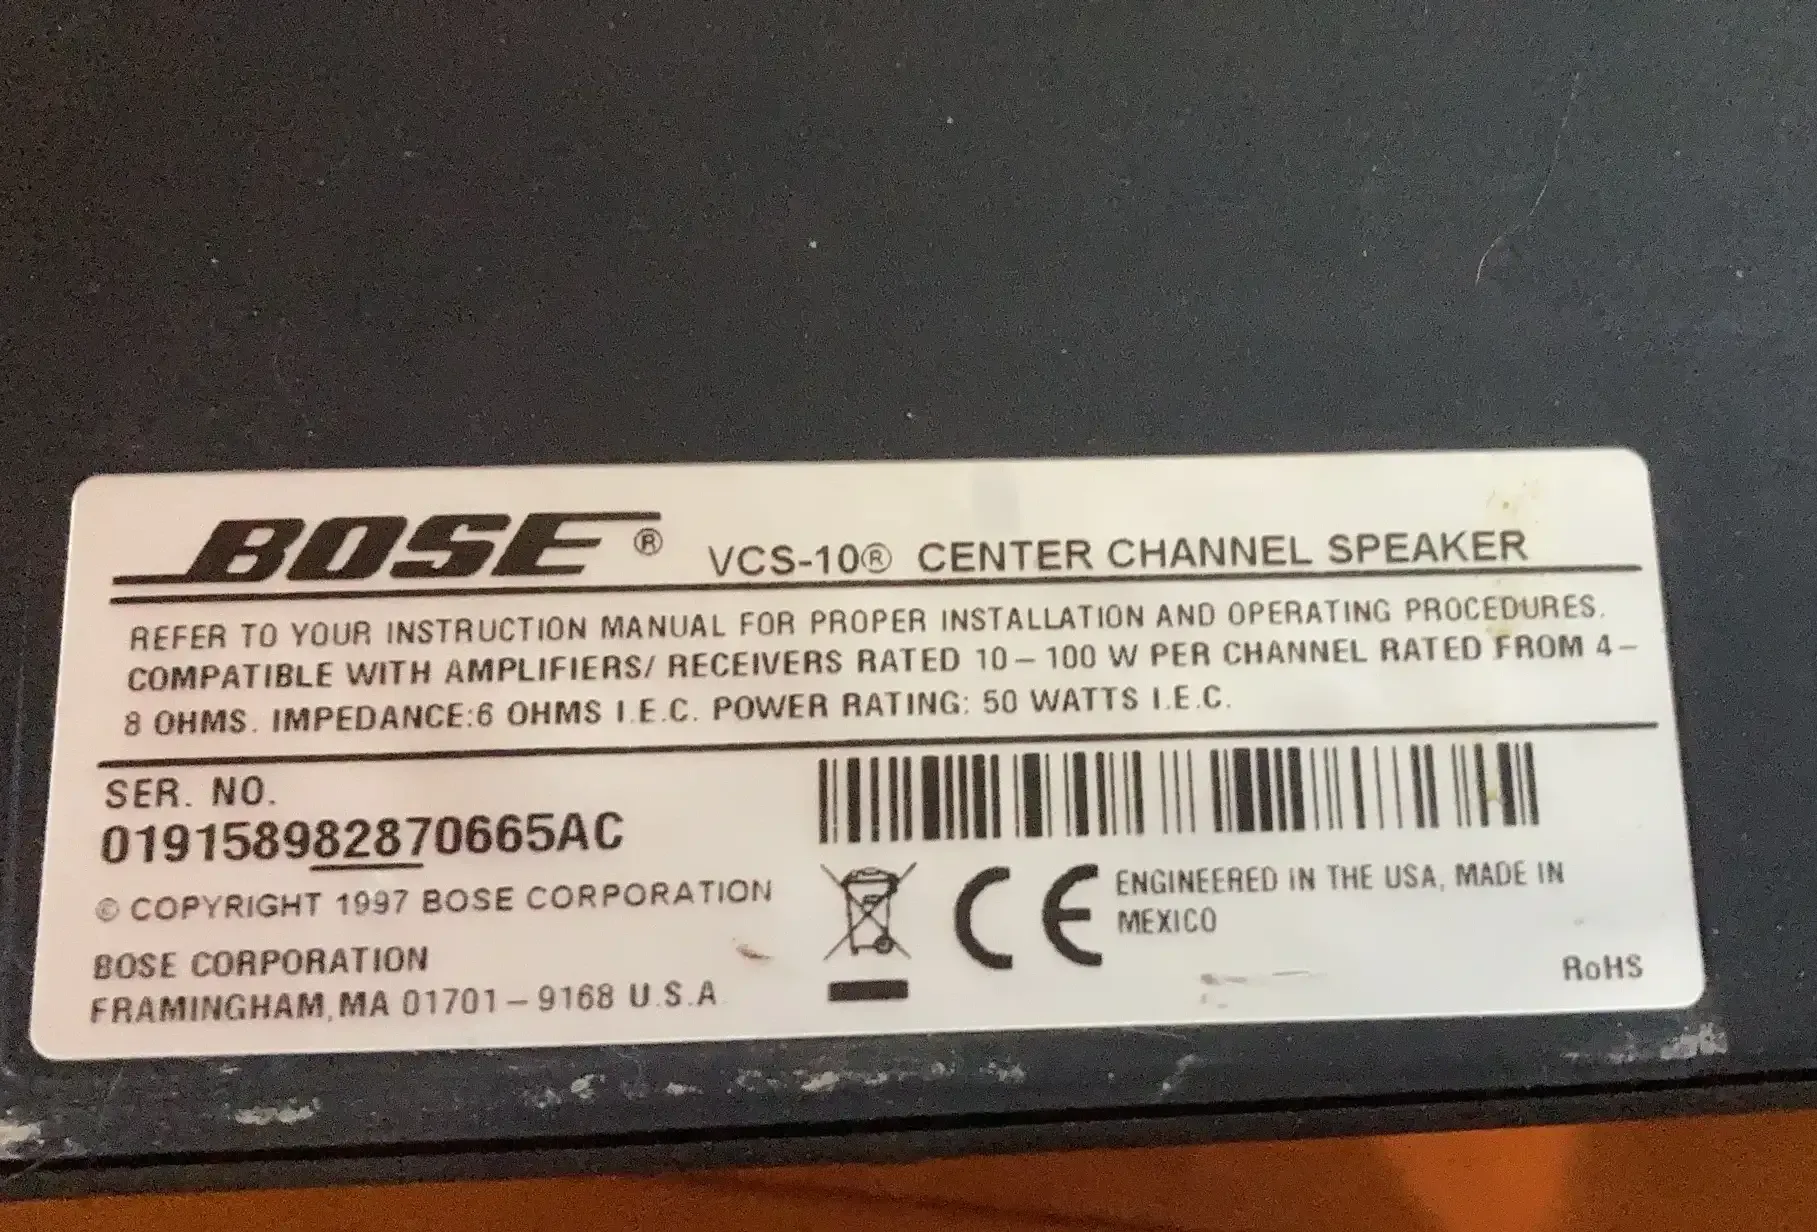 BOSE® VCS-10® CENTER CHANNEL SPEAKER
REFER TO YOUR INSTRUCTION MANUAL FOR PROPER INSTALLATION AND OPERATING PROCEDURES.
COMPATIBLE WITH AMPLIFIERS/ RECEIVERS RATED 10 – 100 W PER CHANNEL RATED FROM 4 –
8 OHMS. IMPEDANCE:6 OHMS I.E.C. POWER RATING: 50 WATTS I.E.C.
SER. NO.
019158982870665AC
© COPYRIGHT 1997 BOSE CORPORATION
BOSE CORPORATION
FRAMINGHAM, MA 01701 – 9168 U.S.A
CE
ENGINEERED IN THE USA, MADE IN
MEXICO
RoHS